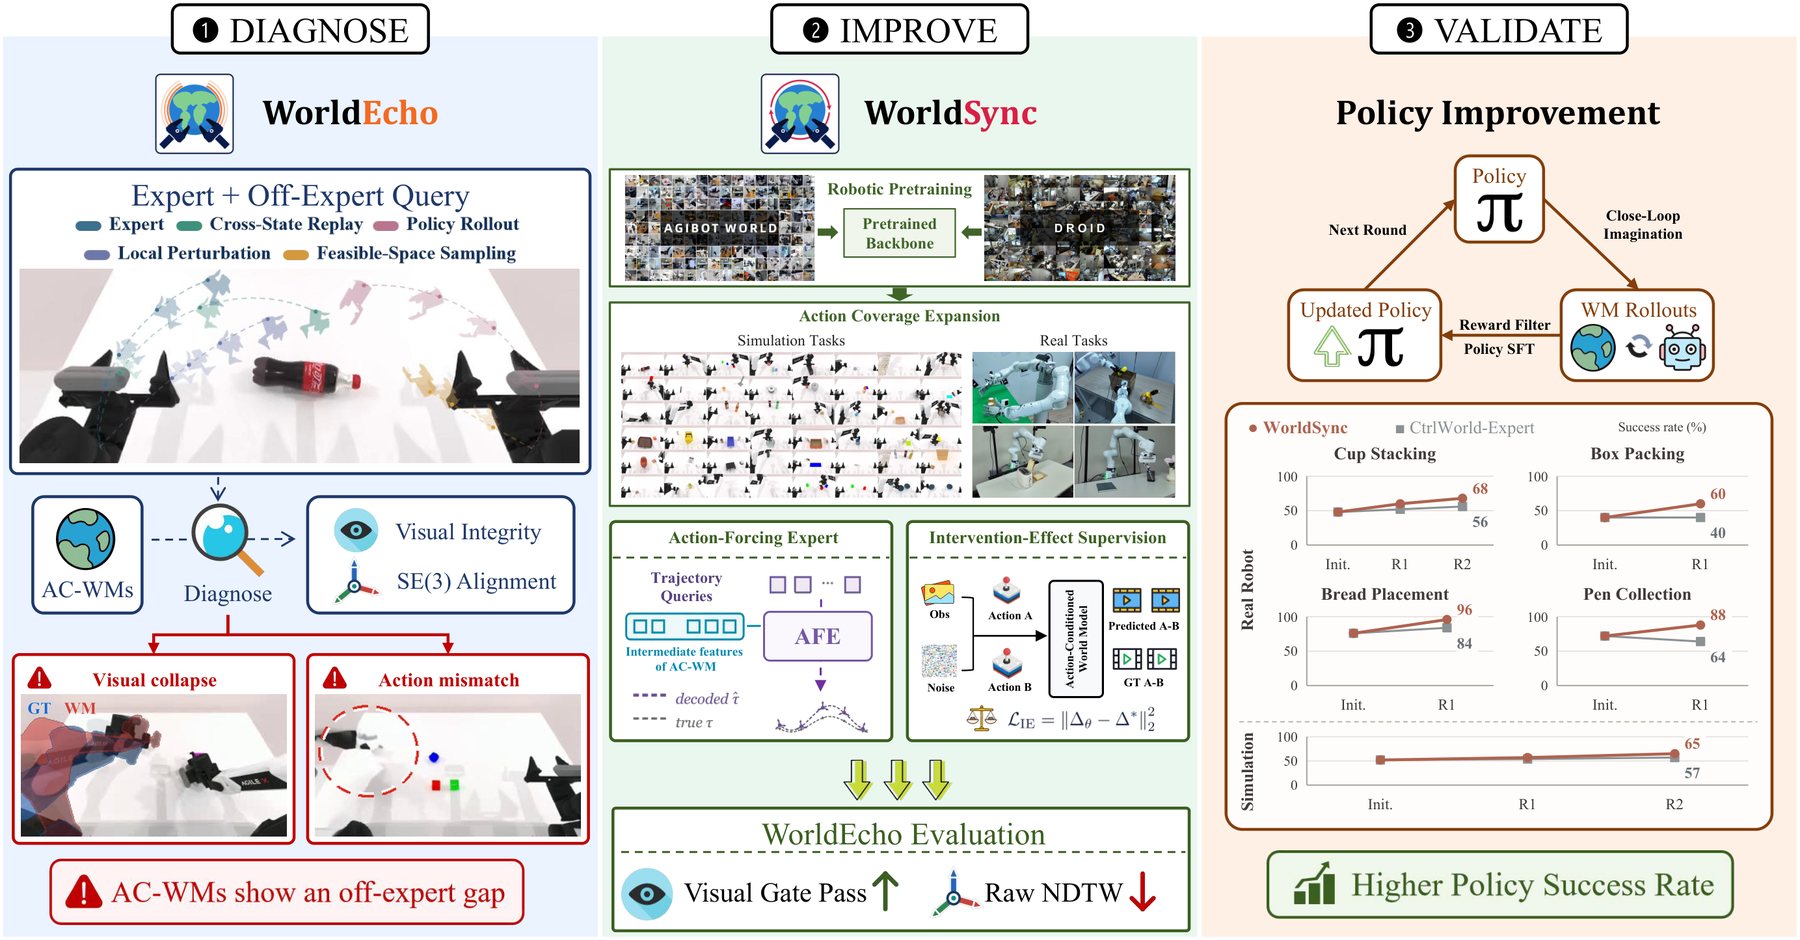 ❶ DIAGNOSE
WorldEcho
Expert + Off-Expert Query
Expert
Cross-State Replay
Policy Rollout
Local Perturbation
Feasible-Space Sampling
AC-WMs
Diagnose
Visual Integrity
SE(3) Alignment
Visual collapse
GT WM
Action mismatch
AC-WMs show an off-expert gap
❷ IMPROVE
WorldSync
AGIBOT WORLD
Robotic Pretraining
Pretrained
Backbone
DROID
Action Coverage Expansion
Simulation Tasks
Real Tasks
Action-Forcing Expert
Trajectory
Queries
...
AFE
Intermediate features
of AC-WM
decoded τ̂
true τ
Intervention-Effect Supervision
Obs
Noise
Action A
Action B
Action-Conditioned
World Model
Predicted A-B
GT A-B
ℒ_IE = ||Δ_θ − Δ*||₂²
WorldEcho Evaluation
Visual Gate Pass
Raw NDTW
❸ VALIDATE
Policy Improvement
Policy
π
Next Round
Close-Loop
Imagination
Updated Policy
π
Reward Filter
Policy SFT
WM Rollouts
WorldSync
CtrlWorld-Expert
Success rate (%)
Real Robot
Cup Stacking
100
50
0
68
56
Init. R1 R2
Box Packing
100
50
0
60
40
Init. R1
Bread Placement
100
50
0
96
84
Init. R1
Pen Collection
100
50
0
88
64
Init. R1
Simulation
100
50
0
65
57
Init. R1 R2
Higher Policy Success Rate